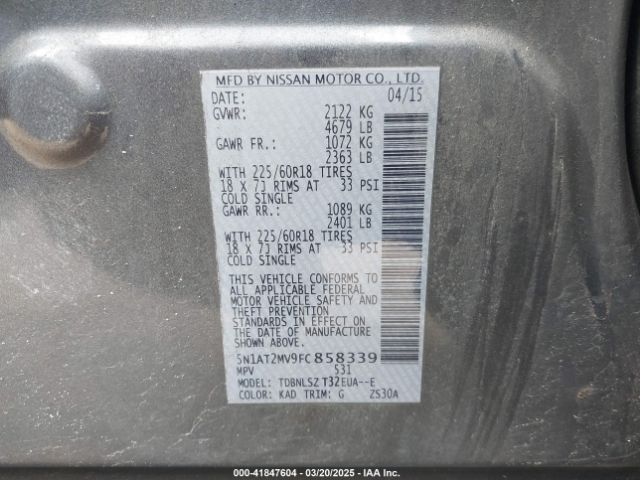 MFD BY NISSAN MOTOR CO., LTD.
DATE: 04/15
GVWR: 2122 KG
4679 LB
GAWR FR.: 1072 KG
2363 LB
WITH 225/60R18 TIRES
18 X 7J RIMS AT 33 PSI
COLD SINGLE
GAWR RR.: 1089 KG
2401 LB
WITH 225/60R18 TIRES
18 X 7J RIMS AT 33 PSI
COLD SINGLE
THIS VEHICLE CONFORMS TO
ALL APPLICABLE FEDERAL
MOTOR VEHICLE SAFETY AND
THEFT PREVENTION
STANDARDS IN EFFECT ON
THE DATE OF MANUFACTURE
SHOWN ABOVE.
5N1AT2MV9FC858339
MPV 531
MODEL: TDBNLSZ T32EUA--E
COLOR: KAD TRIM: G ZS30A
000-41847604 — 03/20/2025 — IAA Inc.